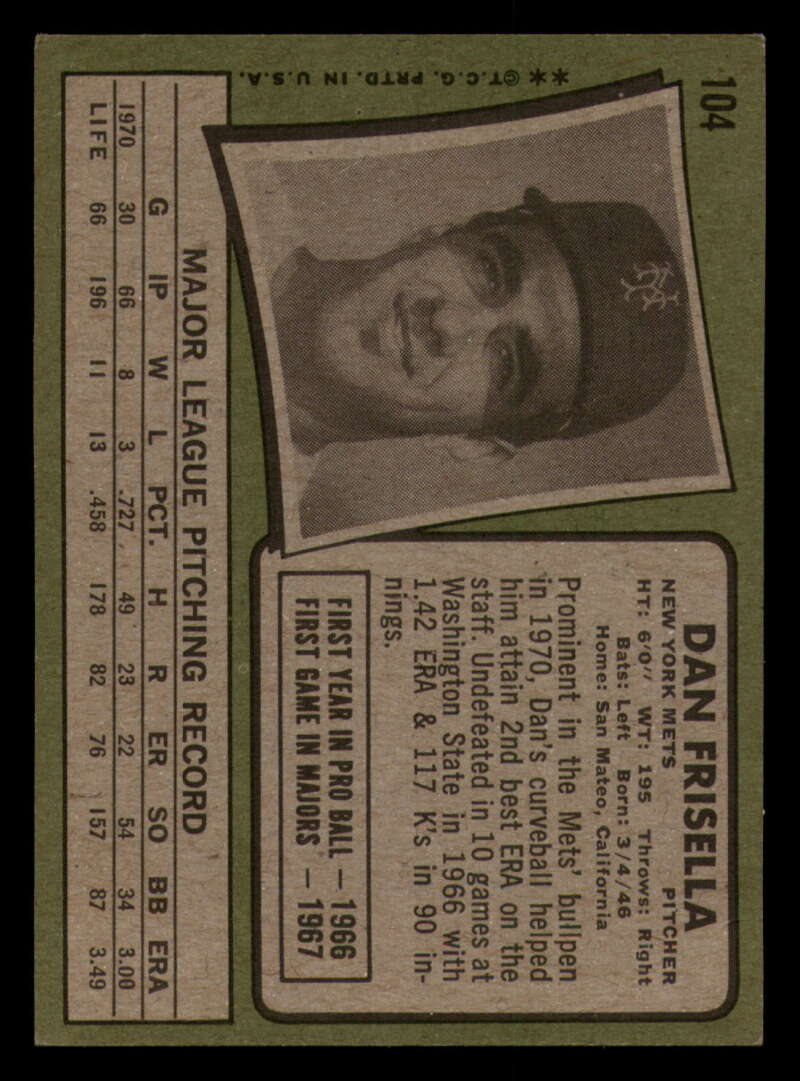 104
**©T.C.G. PRTD. IN U.S.A.
DAN FRISELLA
NEW YORK METS PITCHER
HT: 6'0" WT: 195 Throws: Right
Bats: Left Born: 3/4/46
Home: San Mateo, California
Prominent in the Mets' bullpen
in 1970, Dan's curveball helped
him attain 2nd best ERA on the
staff. Undefeated in 10 games at
Washington State in 1966 with
1.42 ERA & 117 K's in 90 in-
nings.
FIRST YEAR IN PRO BALL — 1966
FIRST GAME IN MAJORS — 1967
NY
MAJOR LEAGUE PITCHING RECORD
G IP W L PCT. H R ER SO BB ERA
1970 30 66 8 3 .727 49 23 22 54 34 3.00
LIFE 66 196 11 13 .458 178 82 76 157 87 3.49